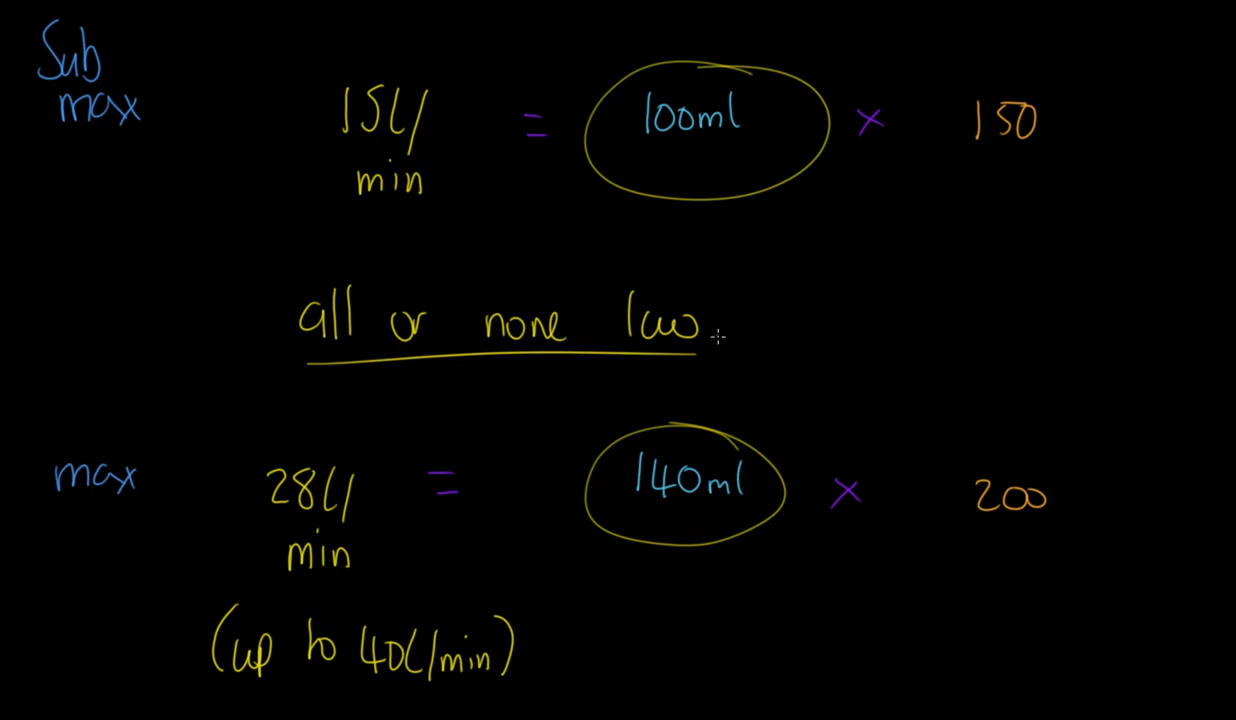 Sub
max
15L/ = 100ml × 150
min
all or none law
max 28L/ = 140ml × 200
min
(up to 40L/min)